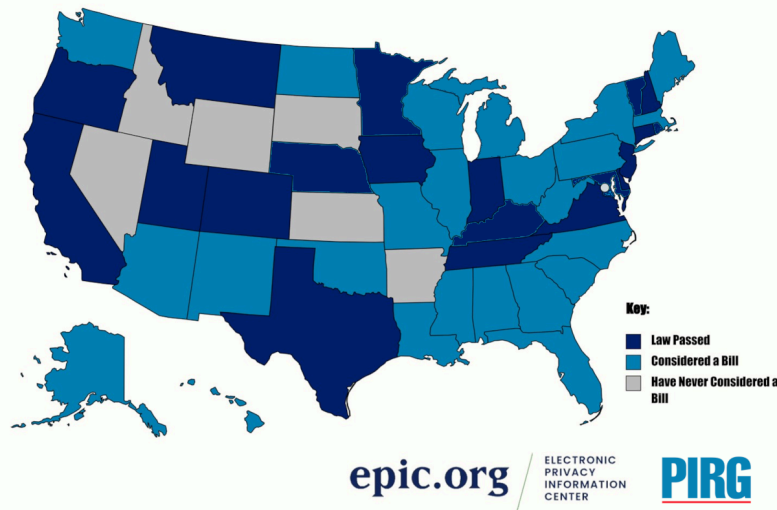 Key:
Law Passed
Considered a Bill
Have Never Considered a
Bill
epic.org
ELECTRONIC
PRIVACY
INFORMATION
CENTER
PIRG